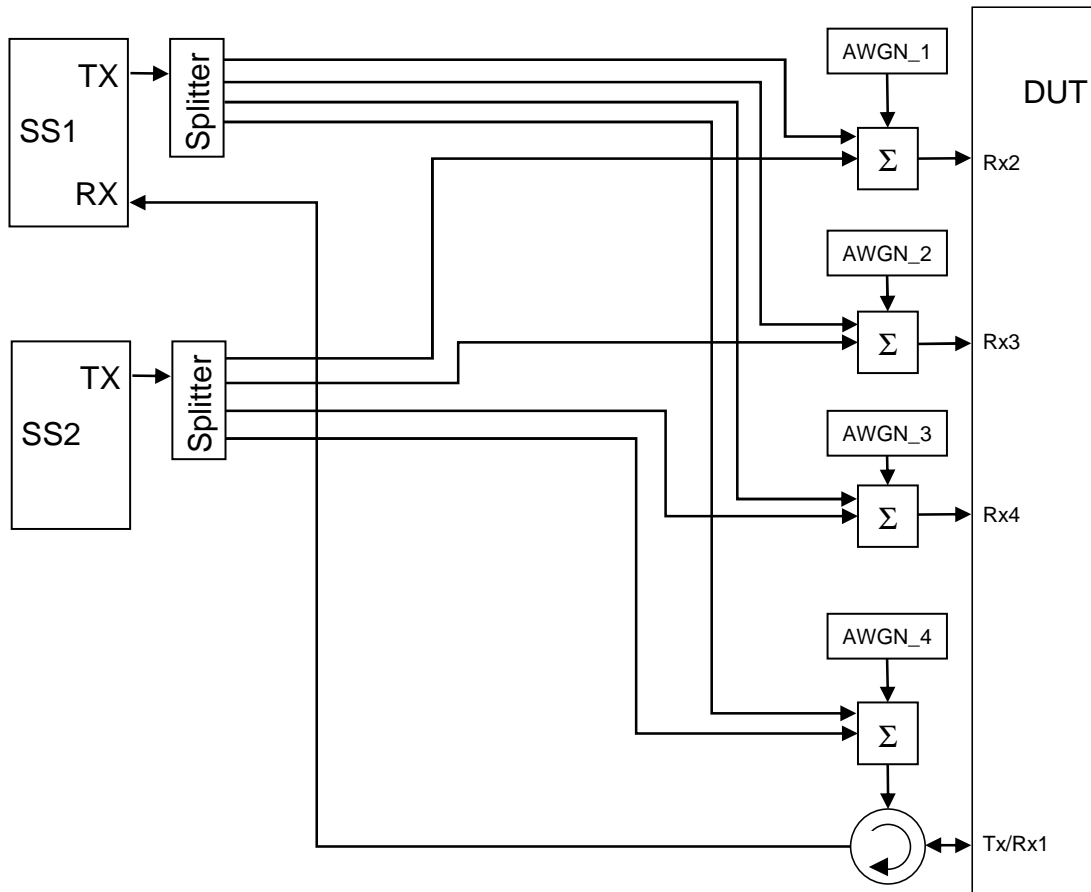 TX
SS1
RX
Splitter
AWGN_1
DUT
Σ
Rx2
AWGN_2
Σ
Rx3
TX
SS2
Splitter
AWGN_3
Σ
Rx4
AWGN_4
Σ
Tx/Rx1